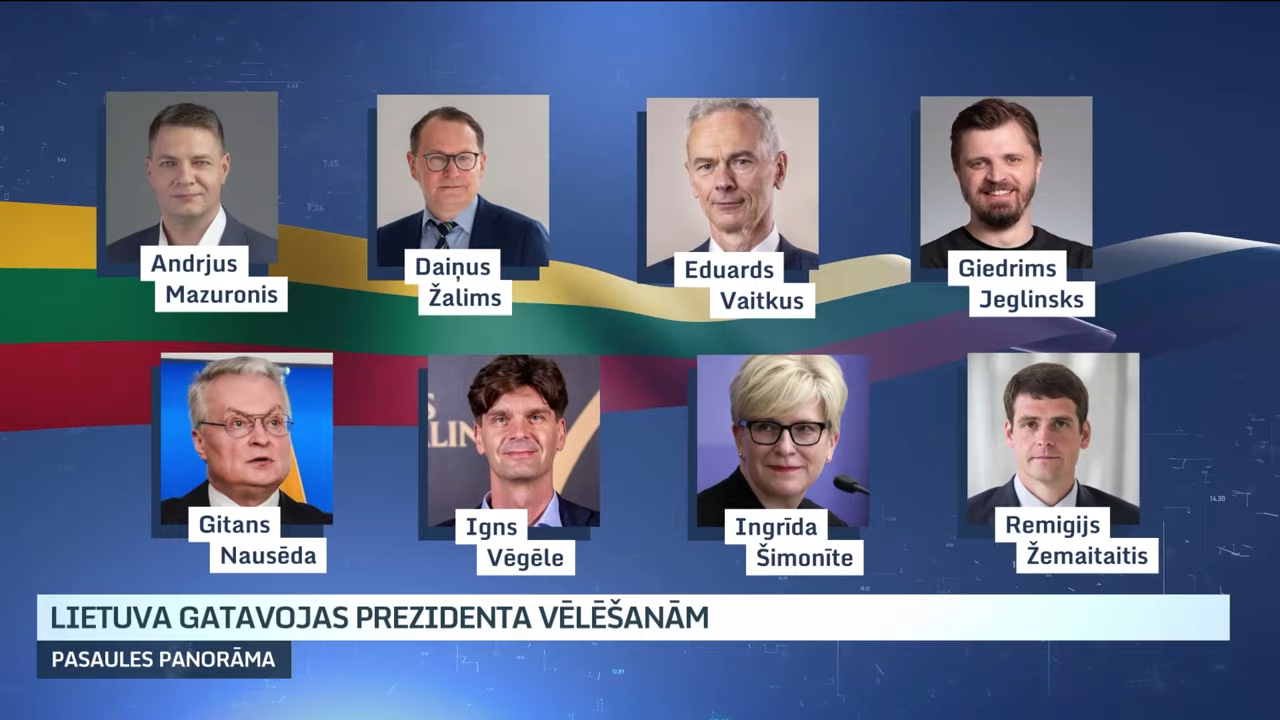 Andrjus
Mazuronis
Daiņus
Žalims
Eduards
Vaitkus
Giedrims
Jeglinsks
Gitans
Nausēda
Igns
Vēgēle
Ingrīda
Šimonīte
Remigijs
Žemaitaitis
LIETUVA GATAVOJAS PREZIDENTA VĒLĒŠANĀM
PASAULES PANORĀMA